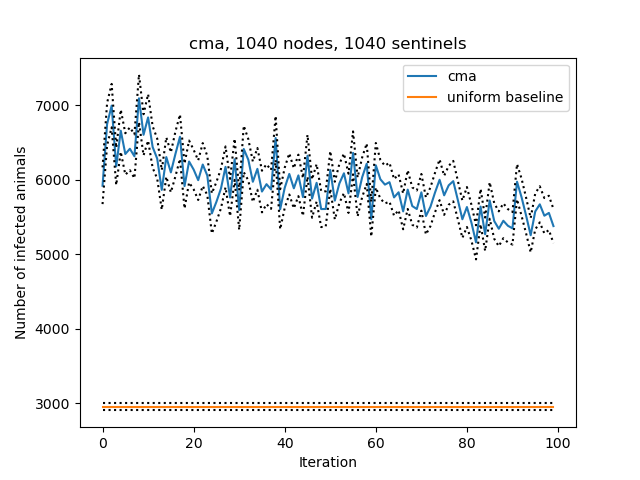 cma, 1040 nodes, 1040 sentinels
cma
uniform baseline
Number of infected animals
7000
6000
5000
4000
3000
0 20 40 60 80 100
Iteration